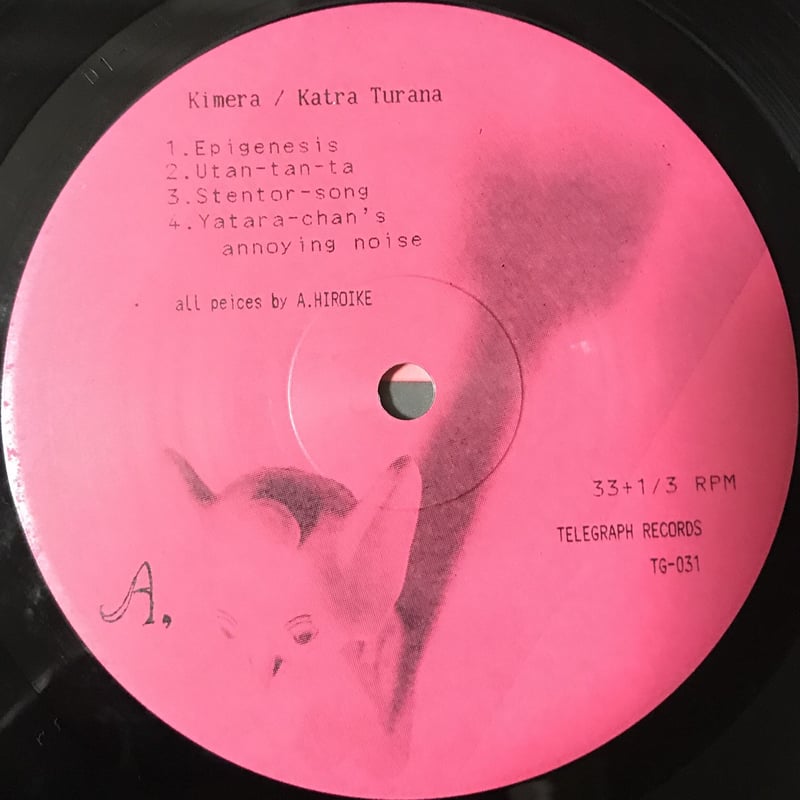 Kimera / Katra Turana
1.Epigenesis
2.Utan-tan-ta
3.Stentor-song
4.Yatara-chan's
annoying noise
all peices by A.HIROIKE
33+1/3 RPM
TELEGRAPH RECORDS
TG-031
A,